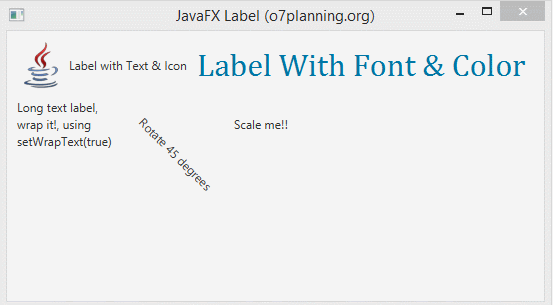 JavaFX Label (o7planning.org)
Label with Text & Icon
Label With Font & Color
Long text label,
wrap it!, using
setWrapText(true)
Rotate 45 degrees
Scale me!!